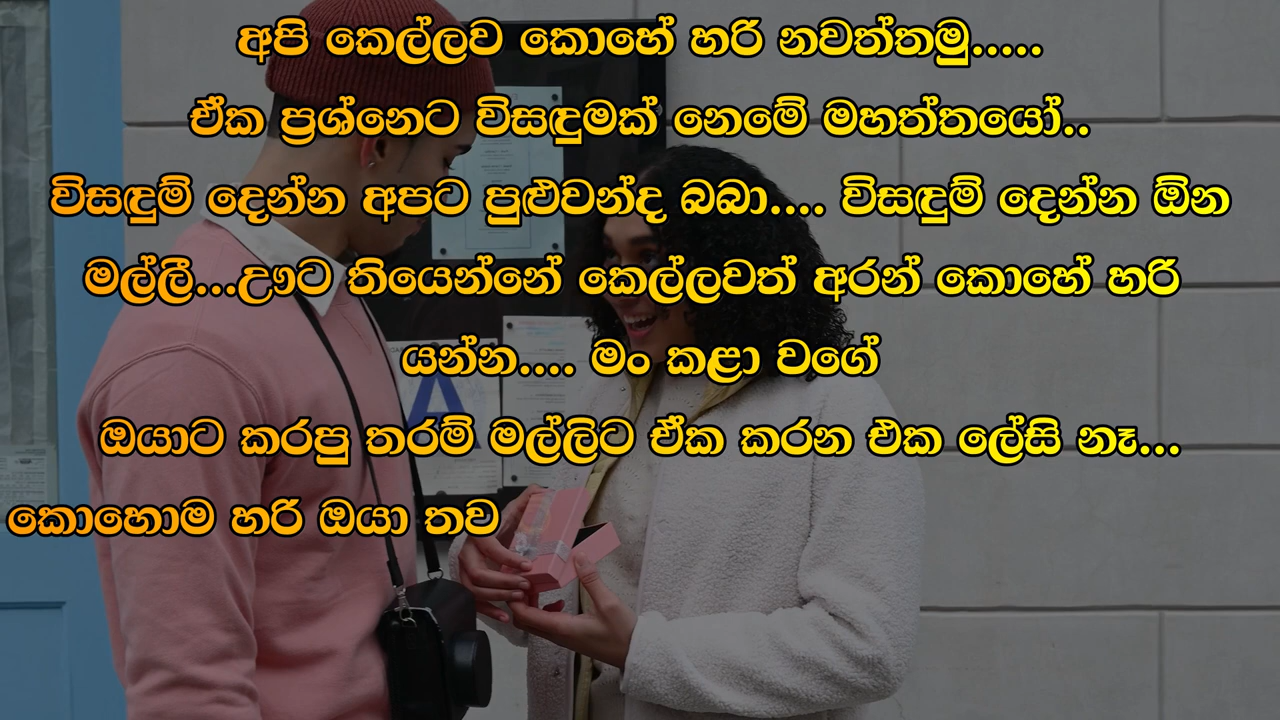 අපි කෙල්ලව කොහේ හරි නවත්තමු.....
ඒක ප්‍රශ්නෙට විසඳුමක් නෙමේ මහත්තයෝ..
විසඳුම් දෙන්න අපට පුළුවන්ද බබා.... විසඳුම් දෙන්න ඕන
මල්ලී...ඌට තියෙන්නේ කෙල්ලවත් අරන් කොහේ හරි
යන්න.... මං කළා වගේ
ඔයාට කරපු තරම් මල්ලිට ඒක කරන එක ලේසි නෑ...
කොහොම හරි ඔයා තව
A